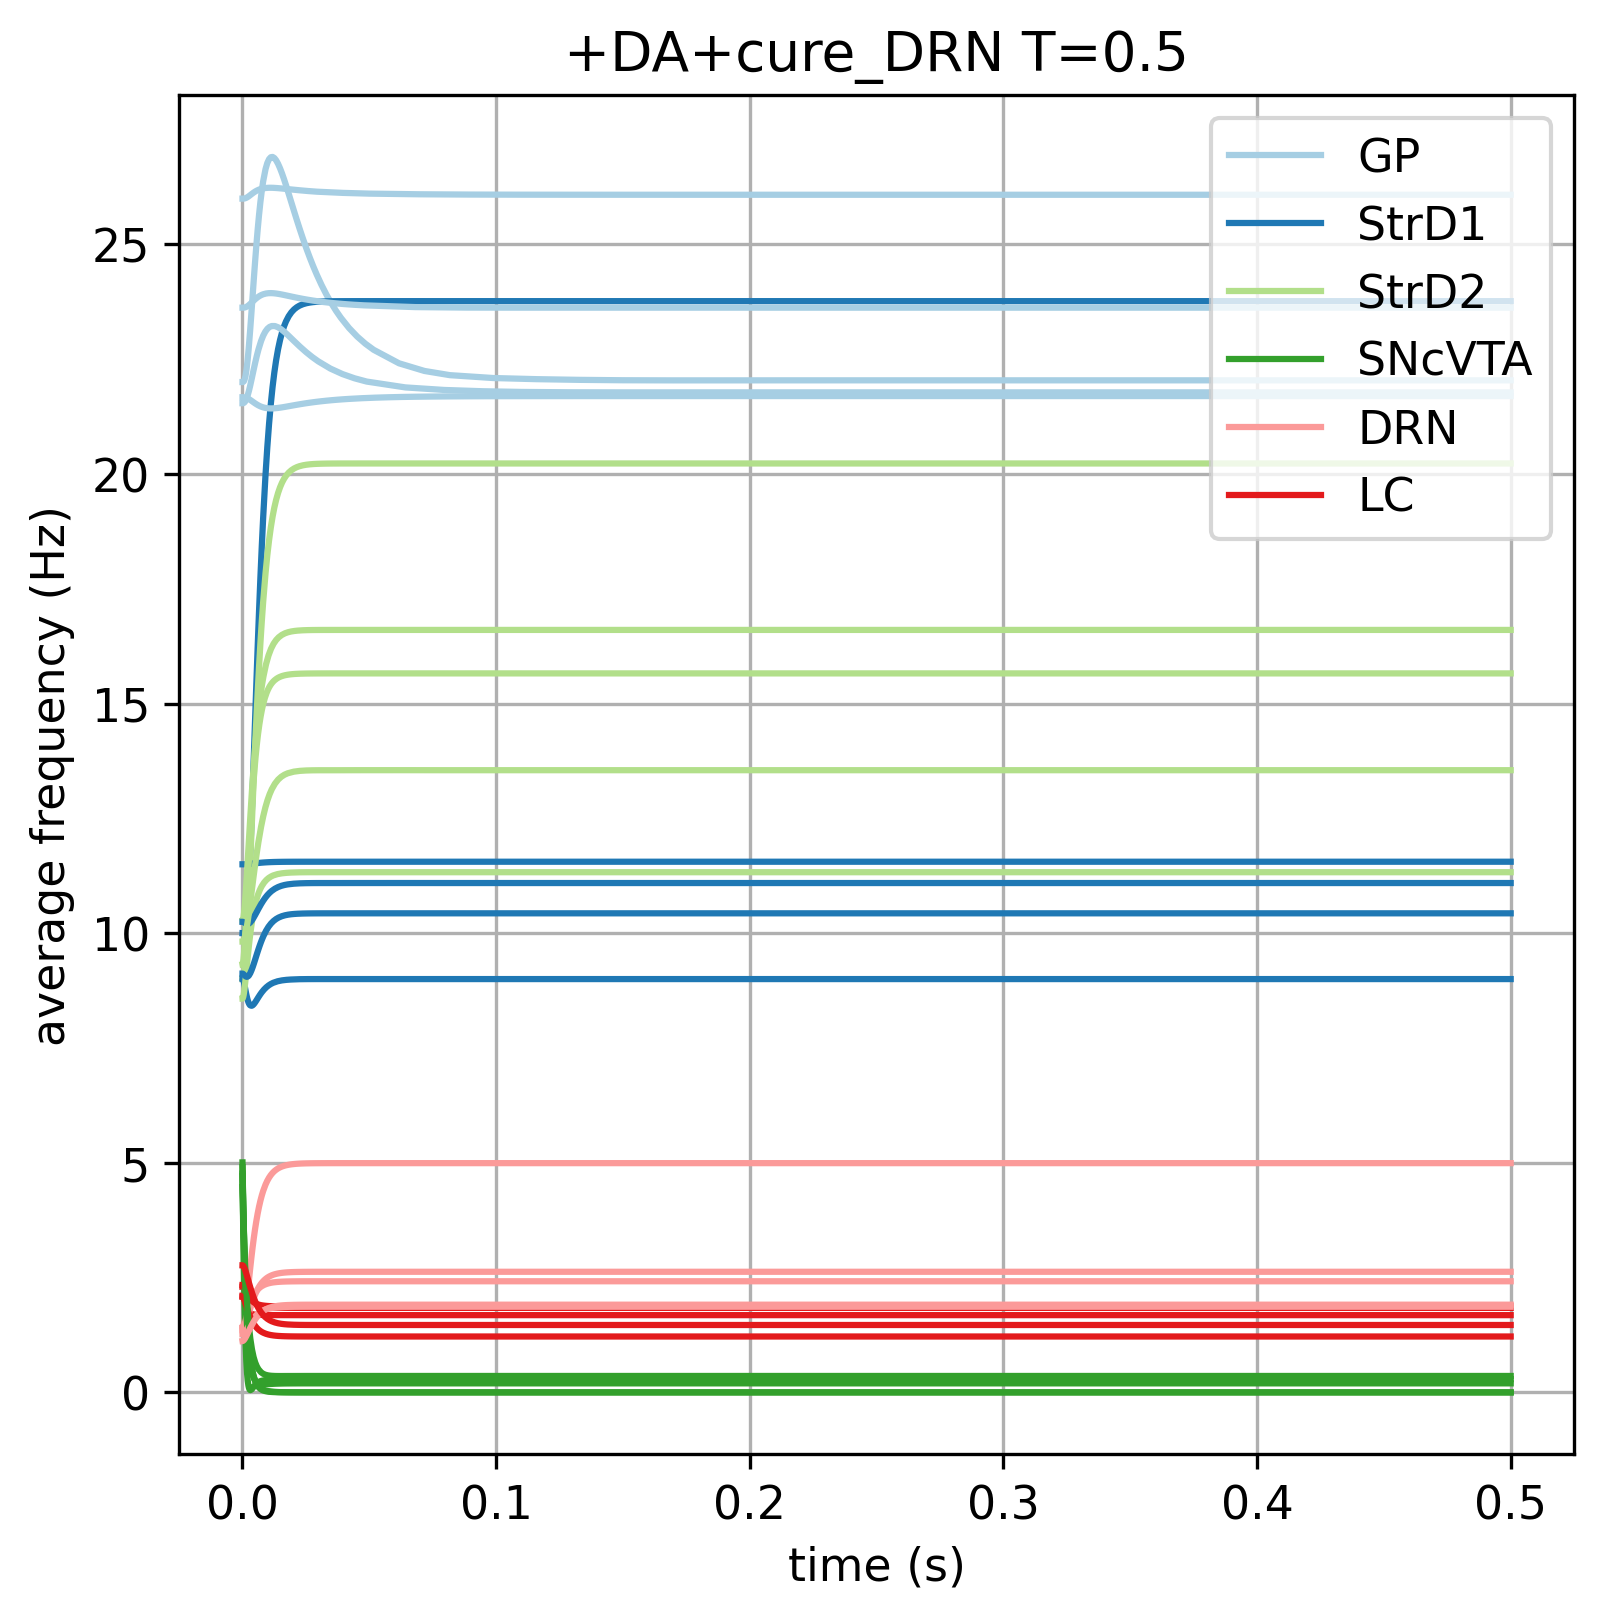 +DA+cure_DRN T=0.5
GP
StrD1
StrD2
SNcVTA
DRN
LC
25
20
15
10
5
0
average frequency (Hz)
0.0 0.1 0.2 0.3 0.4 0.5
time (s)